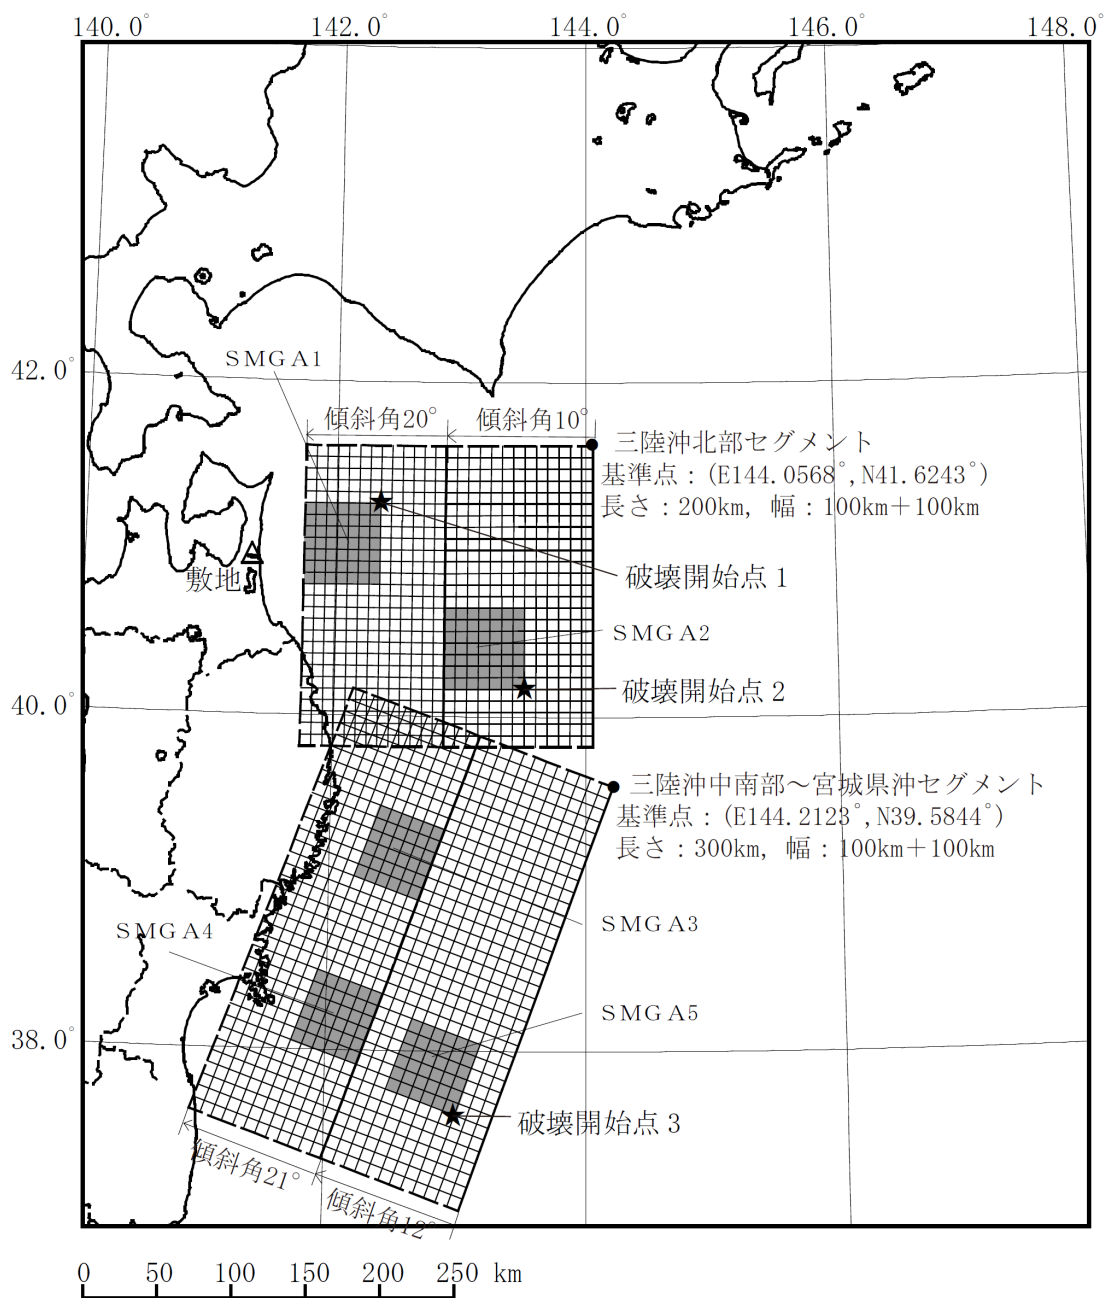 140.0° 142.0° 144.0° 146.0° 148.0°
SMGA1
42.0°
傾斜角20° 傾斜角10°
三陸沖北部セグメント
基準点：(E144.0568°,N41.6243°)
長さ：200km, 幅：100km＋100km
敷地
破壊開始点１
SMGA2
破壊開始点２
40.0°
三陸沖中南部～宮城県沖セグメント
基準点：(E144.2123°,N39.5844°)
長さ：300km, 幅：100km＋100km
SMGA3
SMGA4
SMGA5
38.0°
破壊開始点３
傾斜角21°
傾斜角12°
0 50 100 150 200 250 km